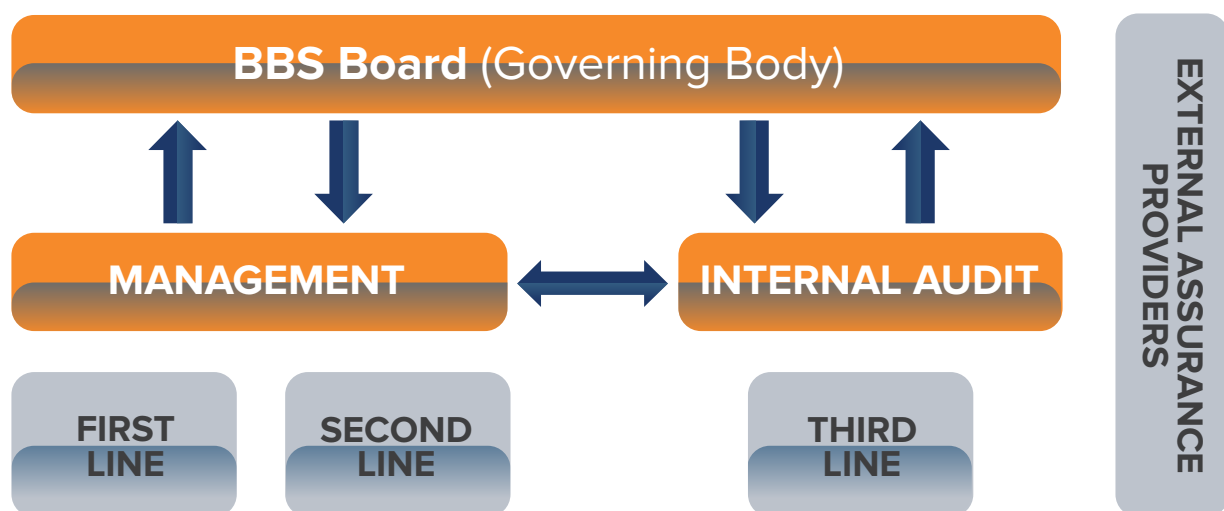 BBS Board (Governing Body)
MANAGEMENT
INTERNAL AUDIT
FIRST
LINE
SECOND
LINE
THIRD
LINE
EXTERNAL ASSURANCE
PROVIDERS